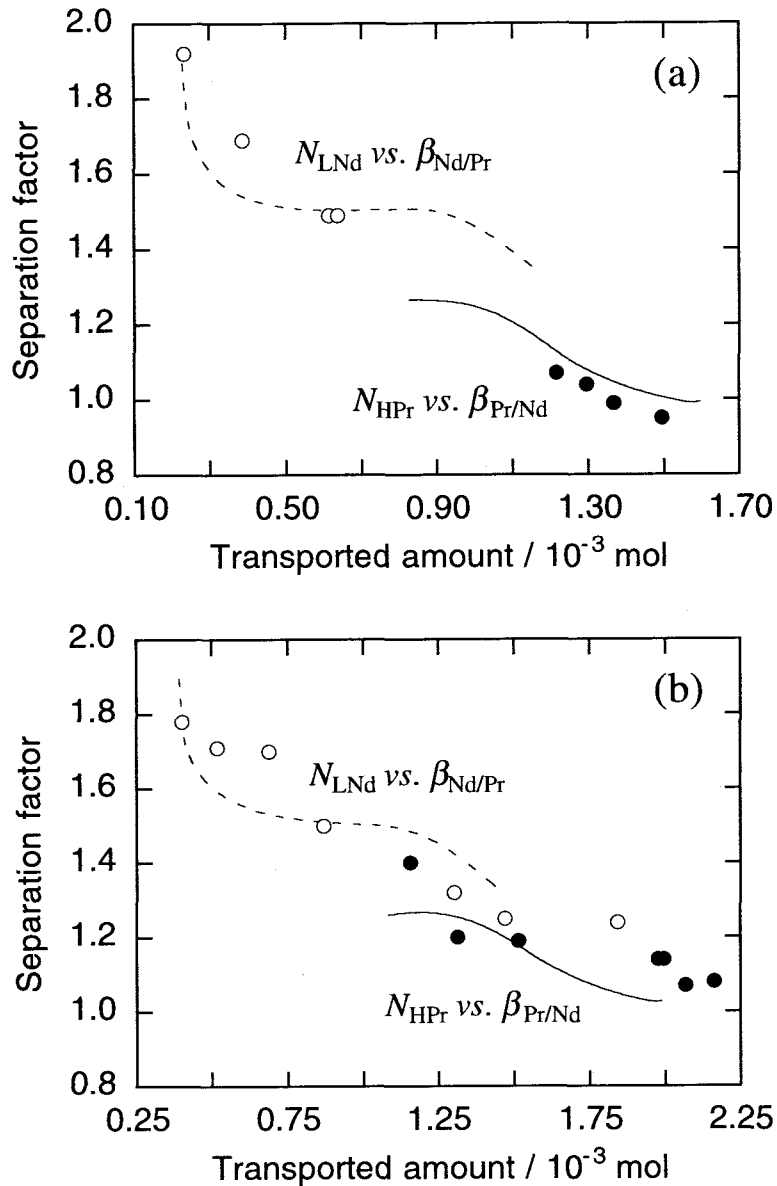 2.0
(a)
1.8
N_LNd vs. β_Nd/Pr
1.6
1.4
1.2
N_HPr vs. β_Pr/Nd
1.0
0.8
Separation factor
0.10 0.50 0.90 1.30 1.70
Transported amount / 10⁻³ mol
2.0
(b)
1.8
N_LNd vs. β_Nd/Pr
1.6
1.4
1.2
N_HPr vs. β_Pr/Nd
1.0
0.8
Separation factor
0.25 0.75 1.25 1.75 2.25
Transported amount / 10⁻³ mol